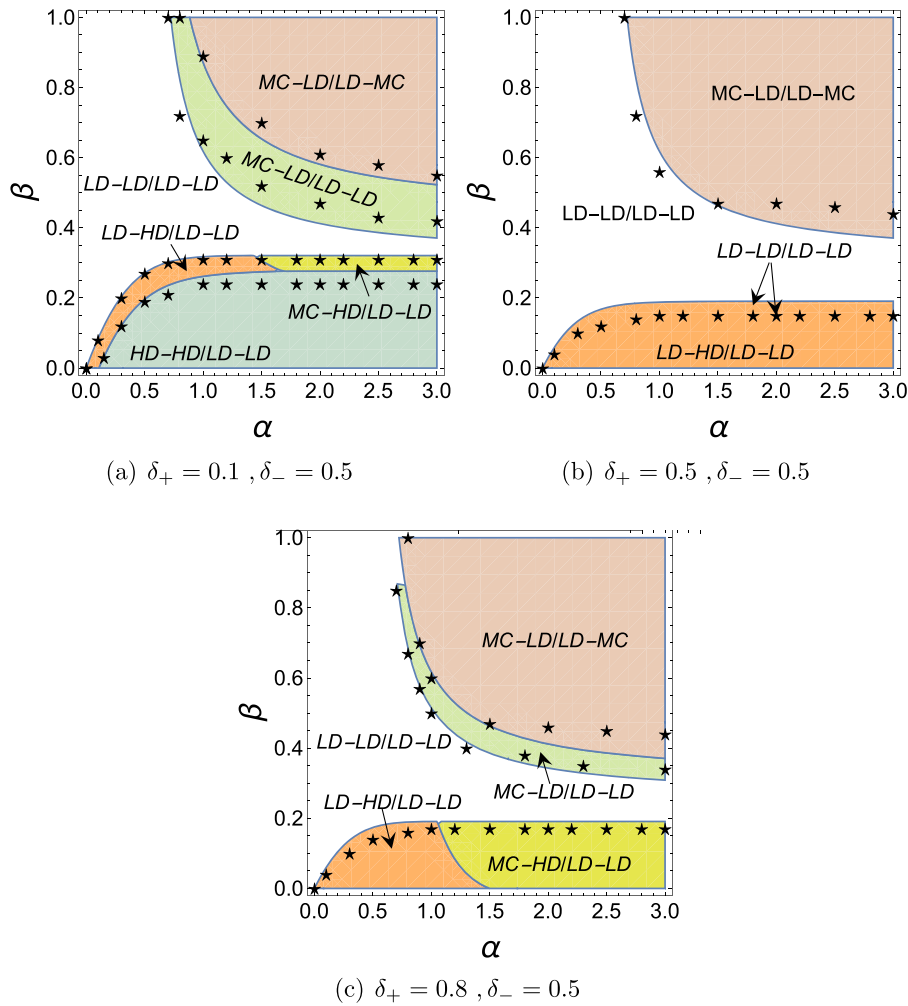 1.0
0.8
0.6
0.4
0.2
0.0
β
MC-LD/LD-MC
MC-LD/LD-LD
LD-LD/LD-LD
LD-HD/LD-LD
MC-HD/LD-LD
HD-HD/LD-LD
0.0 0.5 1.0 1.5 2.0 2.5 3.0
α
(a) δ₊ = 0.1 , δ₋ = 0.5
1.0
0.8
0.6
0.4
0.2
0.0
β
MC-LD/LD-MC
LD-LD/LD-LD
LD-LD/LD-LD
LD-HD/LD-LD
0.0 0.5 1.0 1.5 2.0 2.5 3.0
α
(b) δ₊ = 0.5 , δ₋ = 0.5
1.0
0.8
0.6
0.4
0.2
0.0
β
MC-LD/LD-MC
LD-LD/LD-LD
MC-LD/LD-LD
LD-HD/LD-LD
MC-HD/LD-LD
0.0 0.5 1.0 1.5 2.0 2.5 3.0
α
(c) δ₊ = 0.8 , δ₋ = 0.5